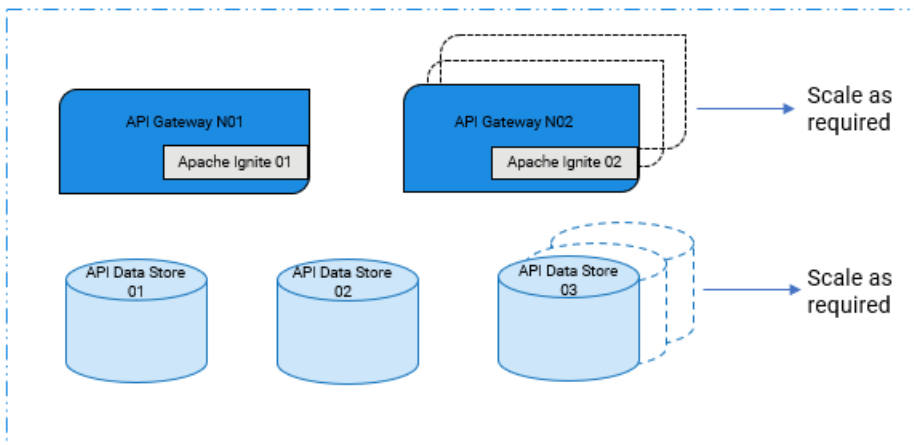 API Gateway N01
Apache Ignite 01
API Gateway N02
Apache Ignite 02
Scale as
required
API Data Store
01
API Data Store
02
API Data Store
03
Scale as
required